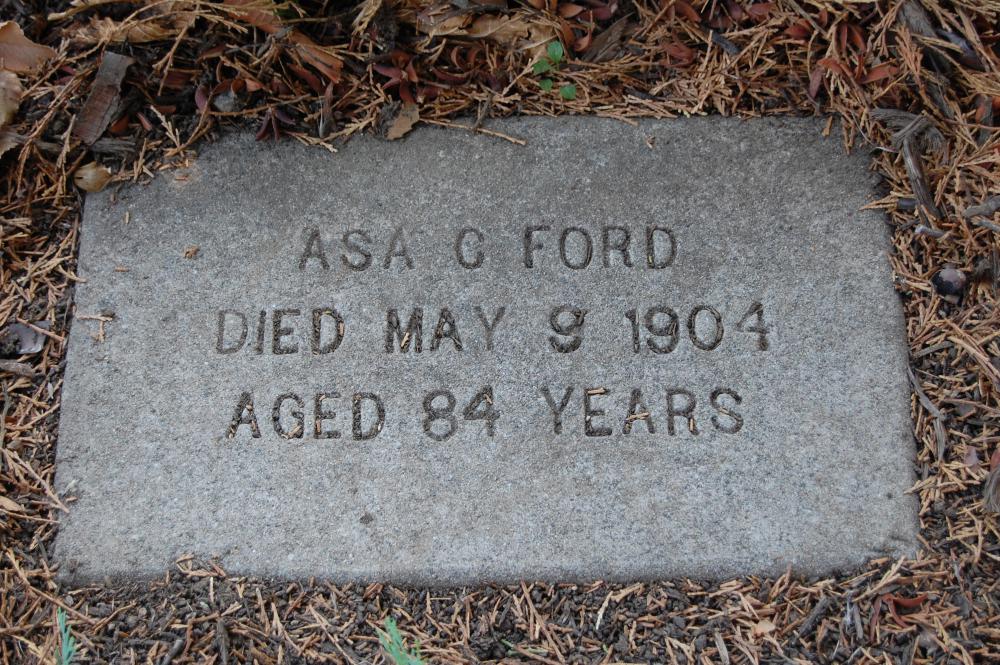 ASA C FORD
DIED MAY 9 1904
AGED 84 YEARS